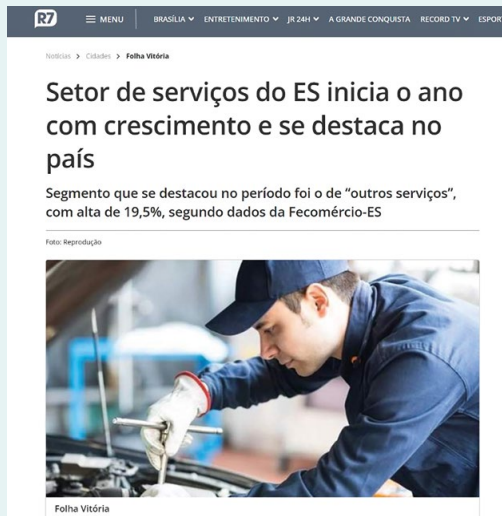 R7 MENU BRASÍLIA ENTRETENIMENTO JR 24H A GRANDE CONQUISTA RECORD TV ESPOR
Notícias > Cidades > Folha Vitória
Setor de serviços do ES inicia o ano
com crescimento e se destaca no
país
Segmento que se destacou no período foi o de “outros serviços”,
com alta de 19,5%, segundo dados da Fecomércio-ES
Foto: Reprodução
Folha Vitória